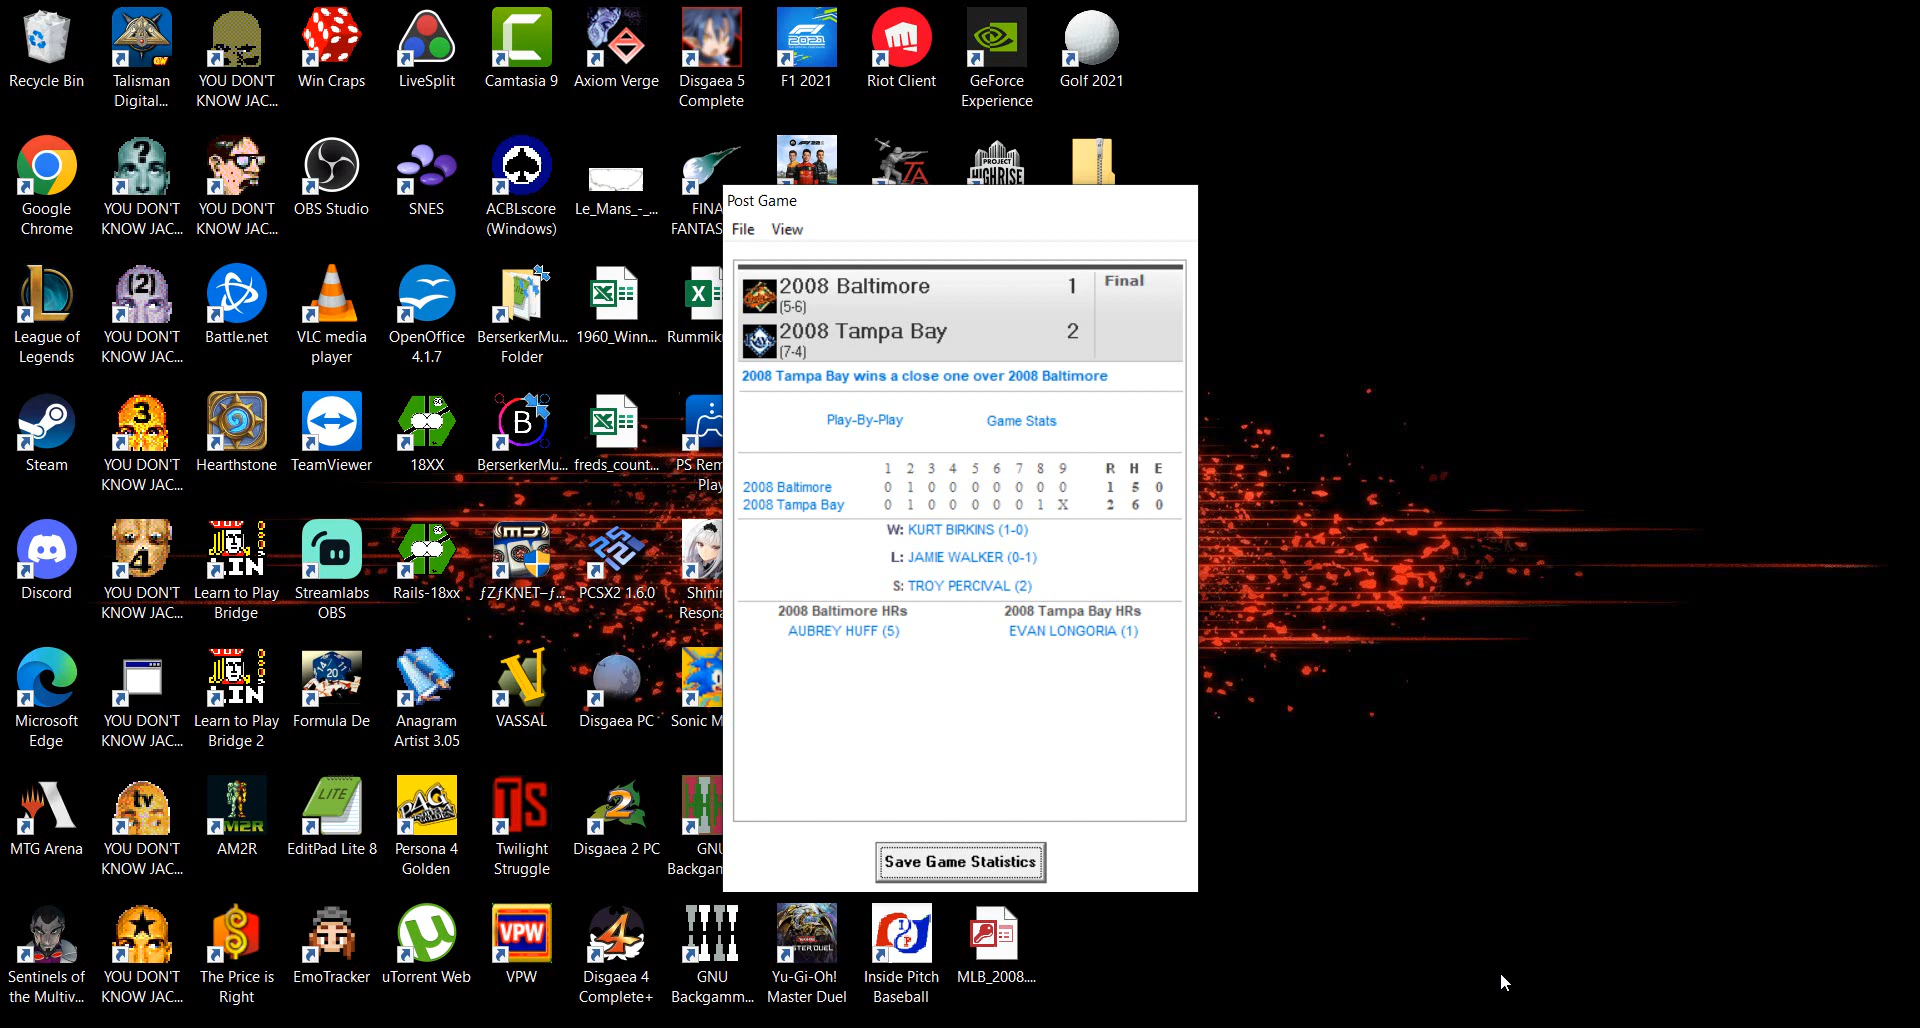 Recycle Bin
Talisman
Digital...
YOU DON'T
KNOW JAC...
Win Craps
LiveSplit
Camtasia 9
Axiom Verge
Disgaea 5
Complete
F1 2021
Riot Client
GeForce
Experience
Golf 2021
Google
Chrome
YOU DON'T
KNOW JAC...
YOU DON'T
KNOW JAC...
OBS Studio
SNES
ACBLscore
(Windows)
Le_Mans_-_...
FINA
FANTAS
PROJECT
HIGHRISE
League of
Legends
YOU DON'T
KNOW JAC...
Battle.net
VLC media
player
OpenOffice
4.1.7
BerserkerMu...
Folder
1960_Winn...
Rummik
Steam
YOU DON'T
KNOW JAC...
Hearthstone
TeamViewer
18XX
BerserkerMu...
freds_count...
PS Rem
Play
Discord
YOU DON'T
KNOW JAC...
Learn to Play
Bridge
Streamlabs
OBS
Rails-18xx
ƒZƒKNET–ƒ...
PCSX2 1.6.0
Shinin
Resona
Microsoft
Edge
YOU DON'T
KNOW JAC...
Learn to Play
Bridge 2
Formula De
Anagram
Artist 3.05
VASSAL
Disgaea PC
Sonic M
MTG Arena
YOU DON'T
KNOW JAC...
AM2R
EditPad Lite 8
Persona 4
Golden
Twilight
Struggle
Disgaea 2 PC
GNU
Backgam
Sentinels of
the Multiv...
YOU DON'T
KNOW JAC...
The Price is
Right
EmoTracker
uTorrent Web
VPW
Disgaea 4
Complete+
GNU
Backgamm...
Yu-Gi-Oh!
Master Duel
Inside Pitch
Baseball
MLB_2008....
Post Game
File View
2008 Baltimore 1 Final
(5-6)
2008 Tampa Bay 2
(7-4)
2008 Tampa Bay wins a close one over 2008 Baltimore
Play-By-Play Game Stats
1 2 3 4 5 6 7 8 9 R H E
2008 Baltimore 0 1 0 0 0 0 0 0 0 1 5 0
2008 Tampa Bay 0 1 0 0 0 0 0 1 X 2 6 0
W: KURT BIRKINS (1-0)
L: JAMIE WALKER (0-1)
S: TROY PERCIVAL (2)
2008 Baltimore HRs 2008 Tampa Bay HRs
AUBREY HUFF (5) EVAN LONGORIA (1)
Save Game Statistics